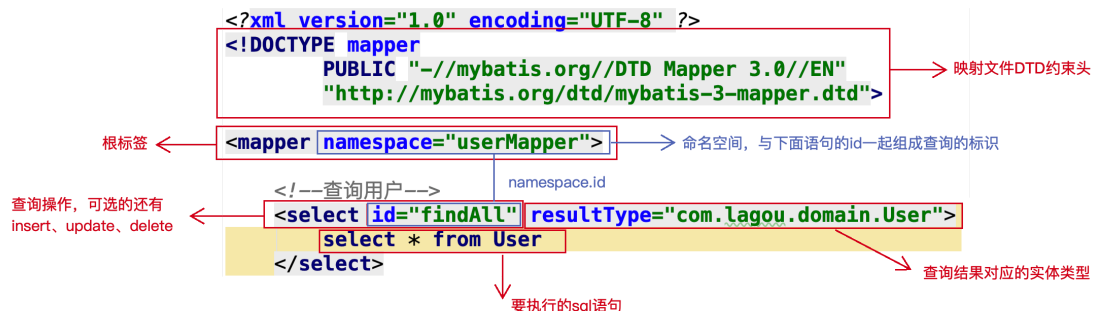 <?xml version="1.0" encoding="UTF-8" ?>
<!DOCTYPE mapper
PUBLIC "-//mybatis.org//DTD Mapper 3.0//EN"
"http://mybatis.org/dtd/mybatis-3-mapper.dtd">
映射文件DTD约束头
根标签
<mapper namespace="userMapper">
命名空间，与下面语句的id一起组成查询的标识
namespace.id
<!--查询用户-->
查询操作，可选的还有
insert、update、delete
<select id="findAll" resultType="com.lagou.domain.User">
select * from User
</select>
查询结果对应的实体类型
要执行的sql语句